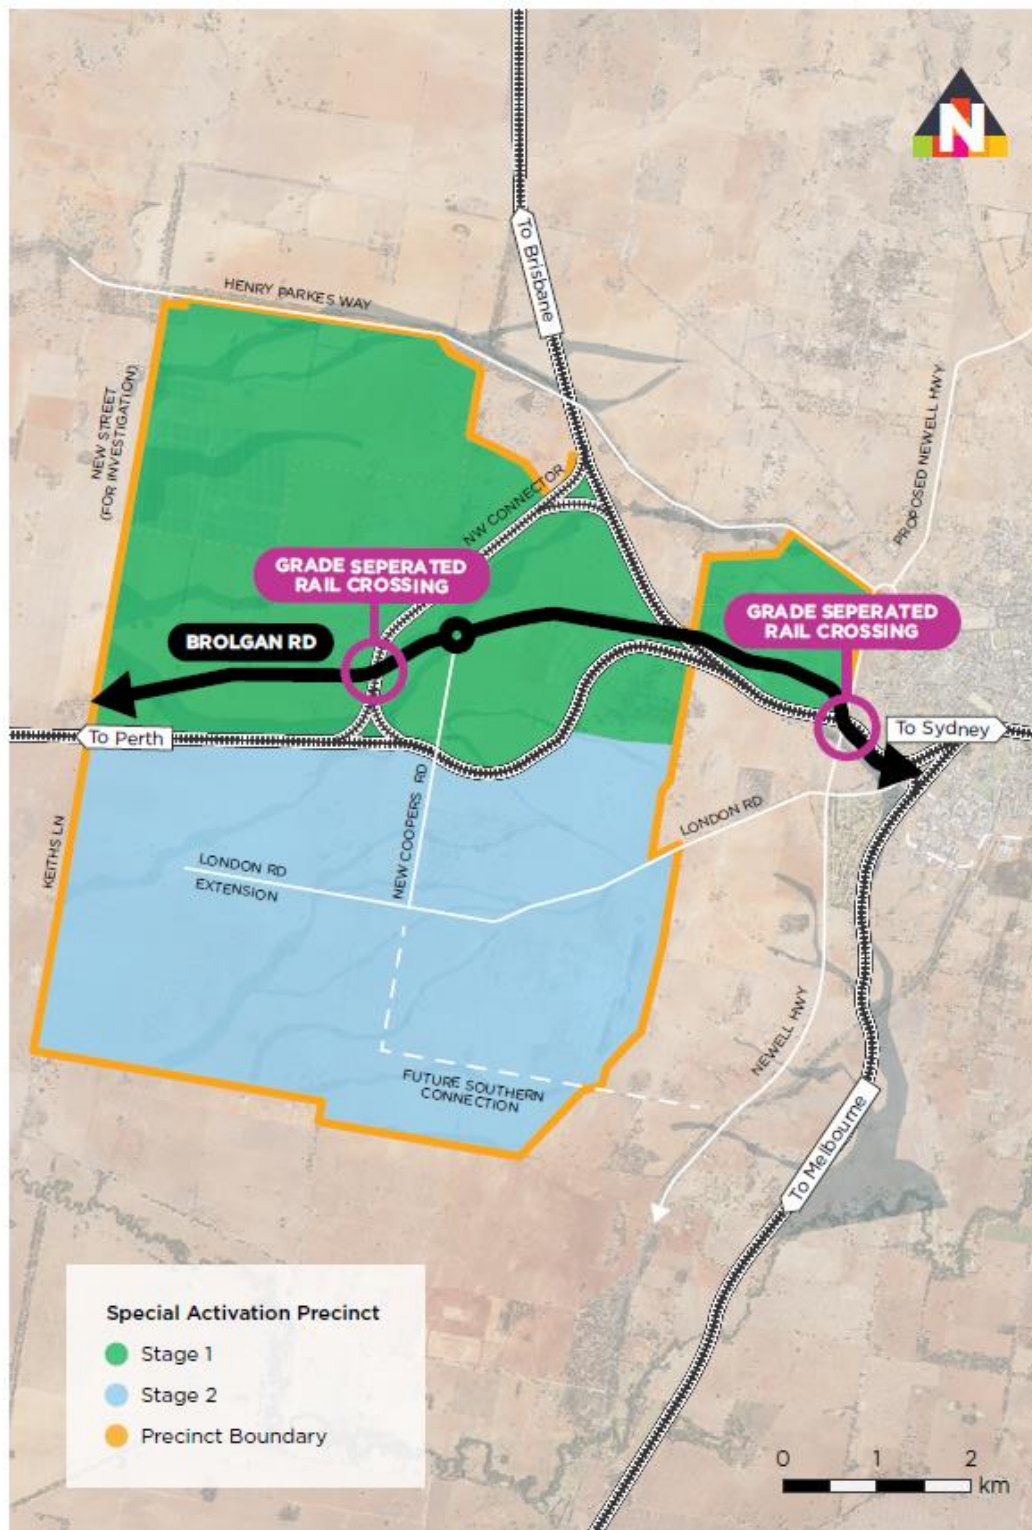 N
To Brisbane
HENRY PARKES WAY
NEW STREET
(FOR INVESTIGATION)
PROPOSED NEWELL HWY
NW CONNECTOR
GRADE SEPERATED
RAIL CROSSING
GRADE SEPERATED
RAIL CROSSING
BROLGAN RD
To Perth
To Sydney
NEW COOPERS RD
KEITHS LN
LONDON RD
LONDON RD
EXTENSION
NEWELL HWY
FUTURE SOUTHERN
CONNECTION
To Melbourne
Special Activation Precinct
Stage 1
Stage 2
Precinct Boundary
0 1 2
km